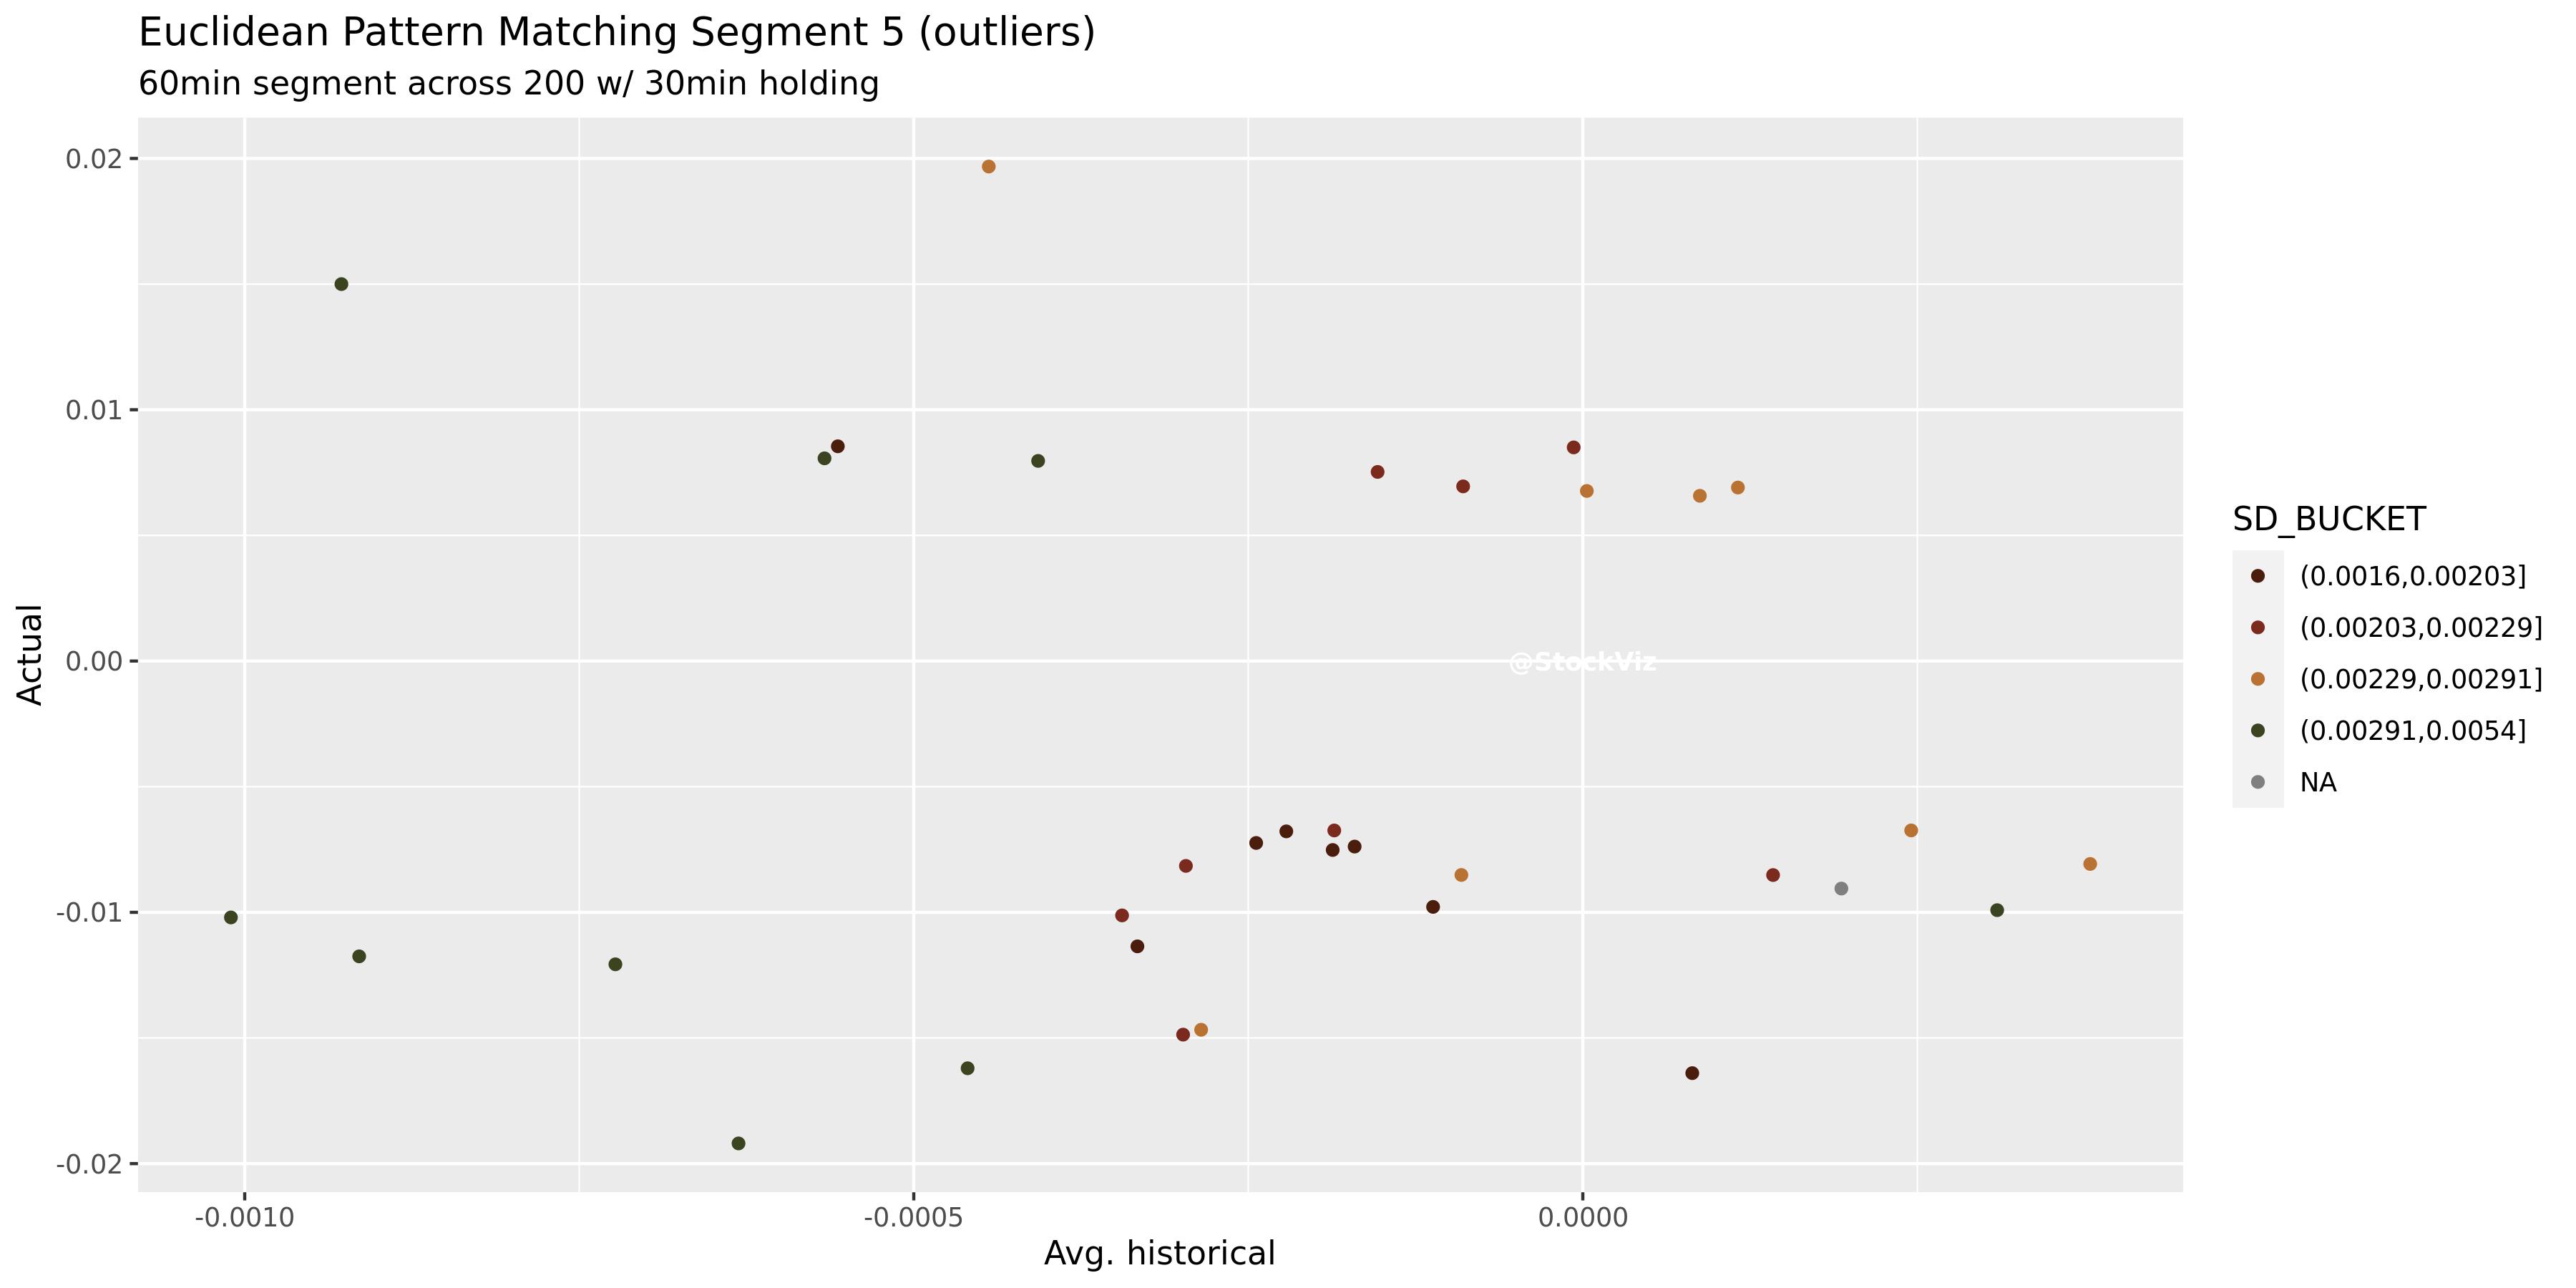 Euclidean Pattern Matching Segment 5 (outliers)
60min segment across 200 w/ 30min holding
0.02
0.01
0.00
-0.01
-0.02
Actual
@StockViz
-0.0010
-0.0005
0.0000
Avg. historical
SD_BUCKET
(0.0016,0.00203]
(0.00203,0.00229]
(0.00229,0.00291]
(0.00291,0.0054]
NA